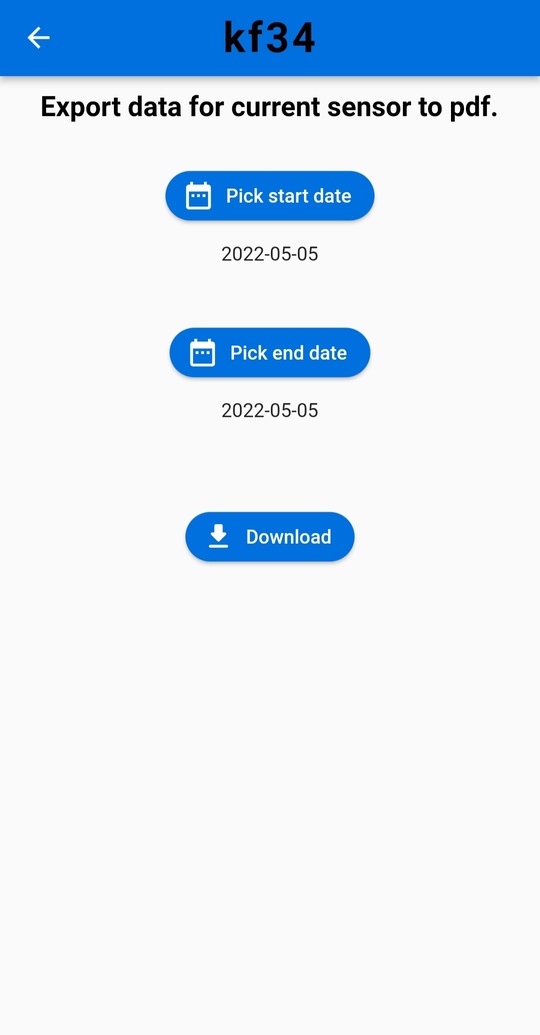 kf34
Export data for current sensor to pdf.
Pick start date
2022-05-05
Pick end date
2022-05-05
Download